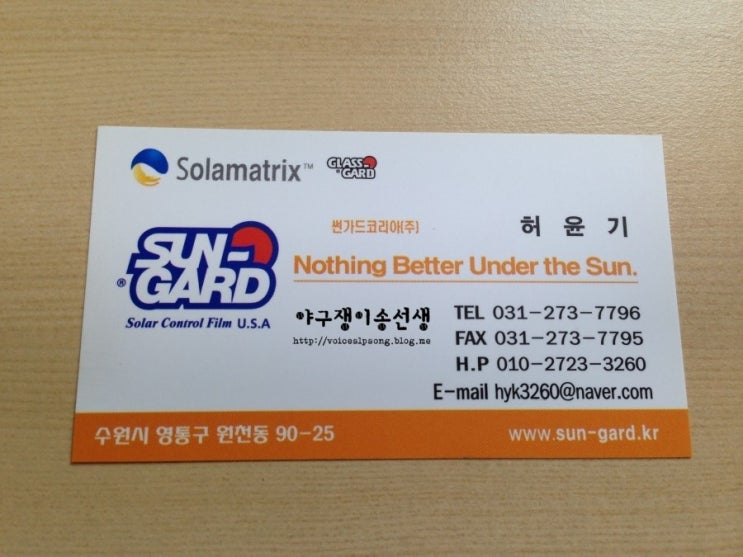 Solamatrix™
GLASS-GARD
썬가드코리아(주)
허 윤 기
SUN-GARD®
Solar Control Film U.S.A
Nothing Better Under the Sun.
야구쟁이송선생
http://voiceslpsong.blog.me
TEL 031-273-7796
FAX 031-273-7795
H.P 010-2723-3260
E-mail hyk3260@naver.com
수원시 영통구 원천동 90-25
www.sun-gard.kr